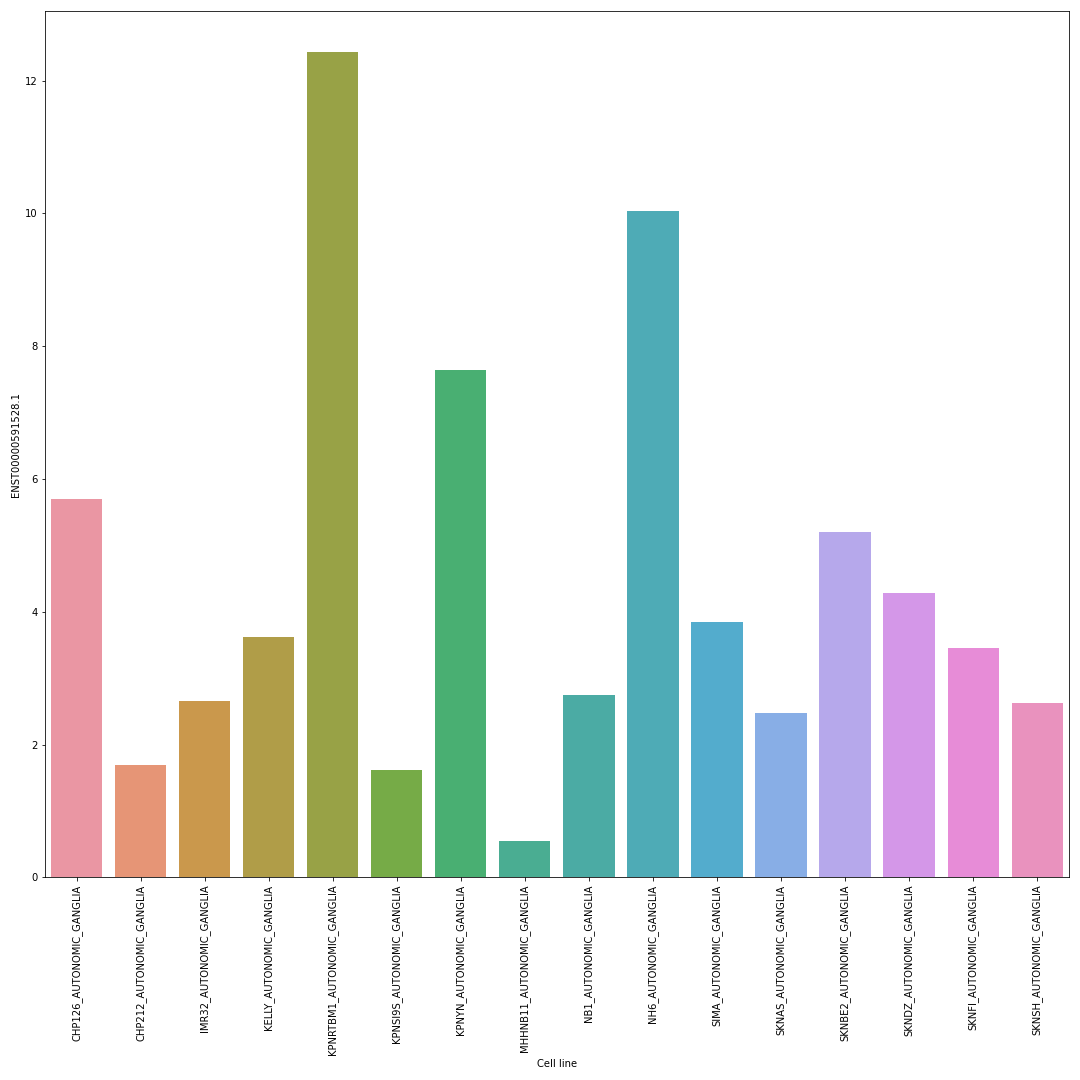 12
10
8
6
4
2
0
ENST00000591528.1
CHP126_AUTONOMIC_GANGLIA
CHP212_AUTONOMIC_GANGLIA
IMR32_AUTONOMIC_GANGLIA
KELLY_AUTONOMIC_GANGLIA
KPNRTBM1_AUTONOMIC_GANGLIA
KPNSI9S_AUTONOMIC_GANGLIA
KPNYN_AUTONOMIC_GANGLIA
MHHNB11_AUTONOMIC_GANGLIA
NB1_AUTONOMIC_GANGLIA
NH6_AUTONOMIC_GANGLIA
SIMA_AUTONOMIC_GANGLIA
SKNAS_AUTONOMIC_GANGLIA
SKNBE2_AUTONOMIC_GANGLIA
SKNDZ_AUTONOMIC_GANGLIA
SKNFI_AUTONOMIC_GANGLIA
SKNSH_AUTONOMIC_GANGLIA
Cell line